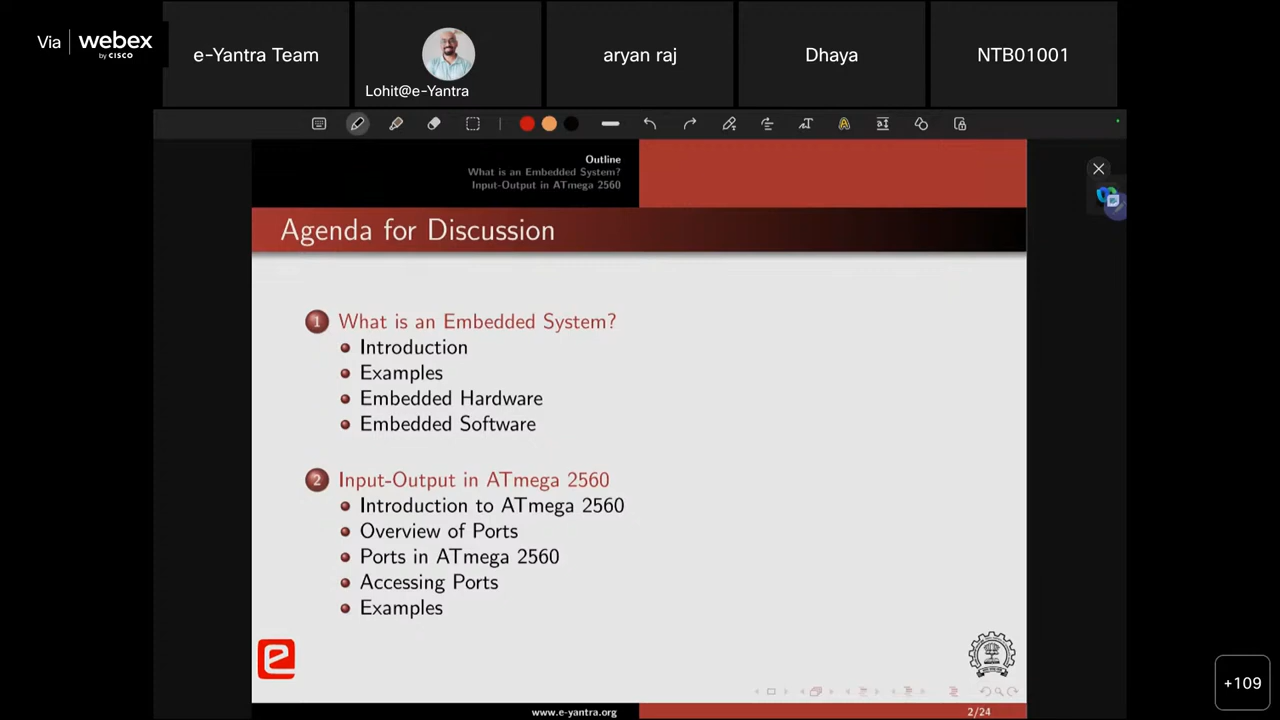 Via webex
by CISCO
e-Yantra Team
Lohit@e-Yantra
aryan raj
Dhaya
NTB01001
Outline
What is an Embedded System?
Input-Output in ATmega 2560
Agenda for Discussion
1 What is an Embedded System?
Introduction
Examples
Embedded Hardware
Embedded Software
2 Input-Output in ATmega 2560
Introduction to ATmega 2560
Overview of Ports
Ports in ATmega 2560
Accessing Ports
Examples
www.e-yantra.org
2/24
+109